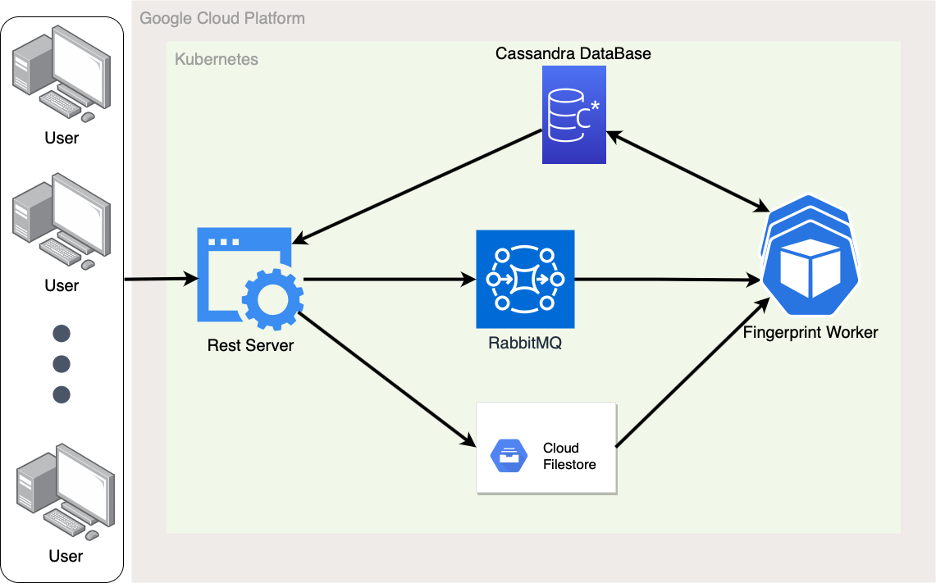 Google Cloud Platform
Kubernetes
Cassandra DataBase
C*
User
User
Rest Server
RabbitMQ
Fingerprint Worker
Cloud
Filestore
User